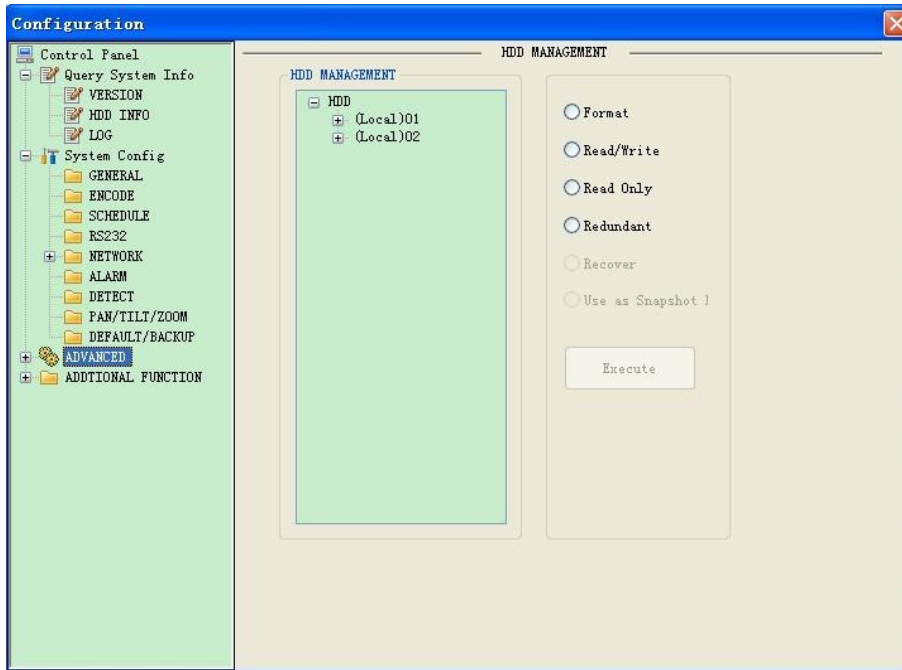 Configuration
Control Panel
Query System Info
VERSION
HDD INFO
LOG
System Config
GENERAL
ENCODE
SCHEDULE
RS232
NETWORK
ALARM
DETECT
PAN/TILT/ZOOM
DEFAULT/BACKUP
ADVANCED
ADDTIONAL FUNCTION
HDD MANAGEMENT
HDD MANAGEMENT
HDD
(Local)01
(Local)02
Format
Read/Write
Read Only
Redundant
Recover
Use as Snapshot
Execute